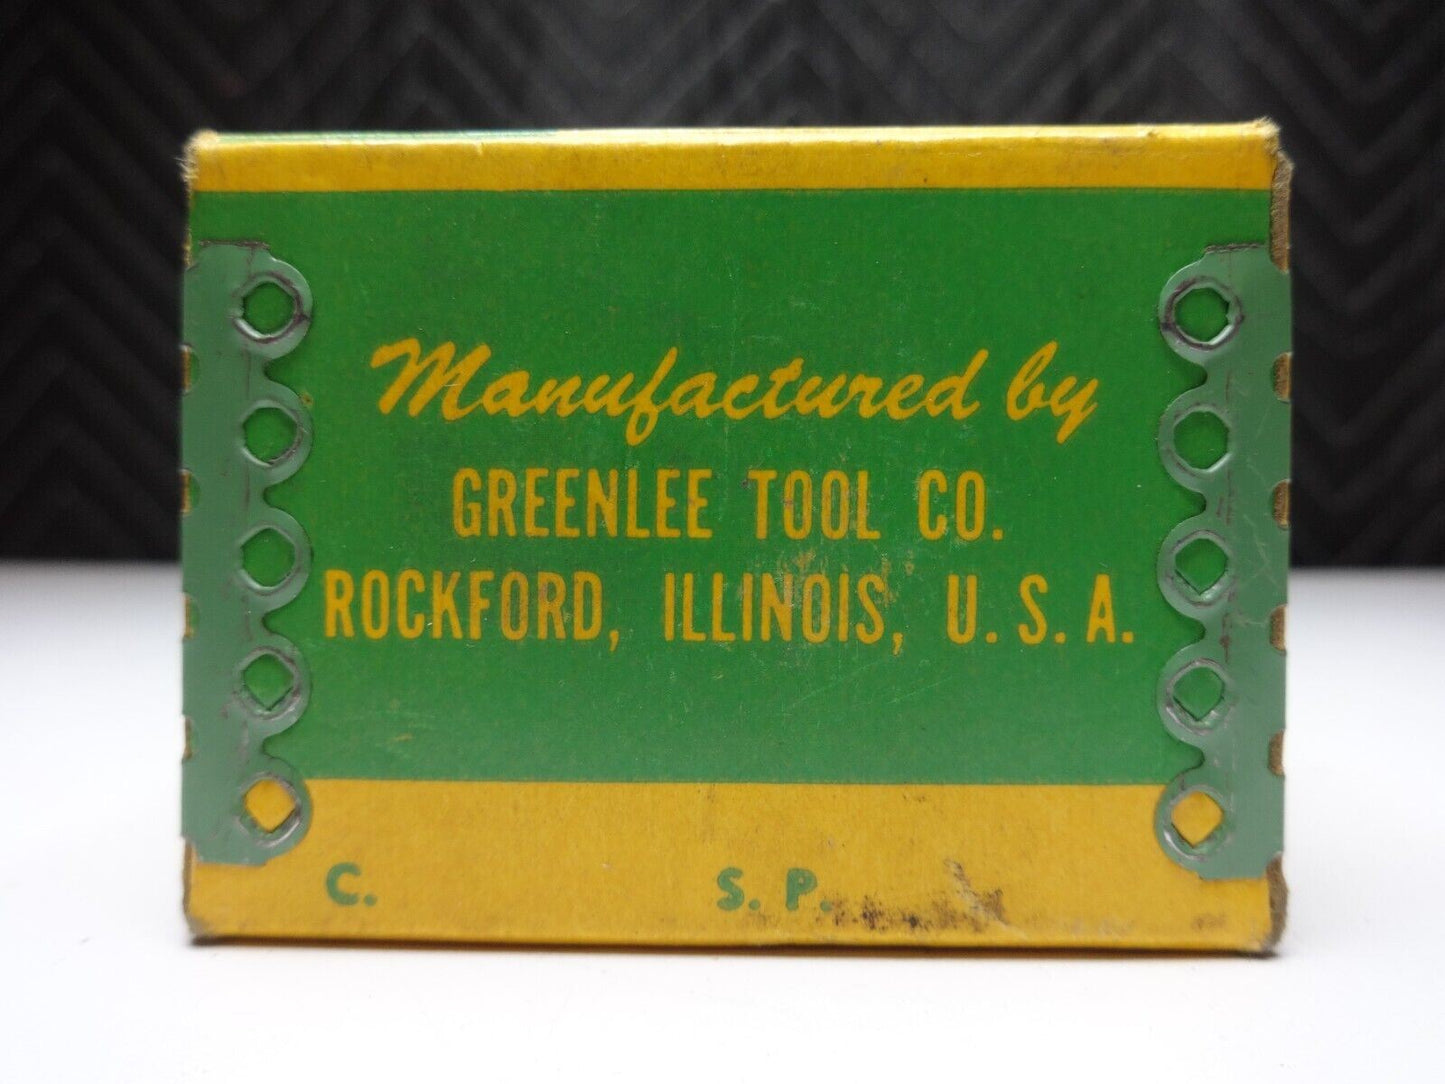 Manufactured by
GREENLEE TOOL CO.
ROCKFORD, ILLINOIS, U. S. A.
C. S. P.